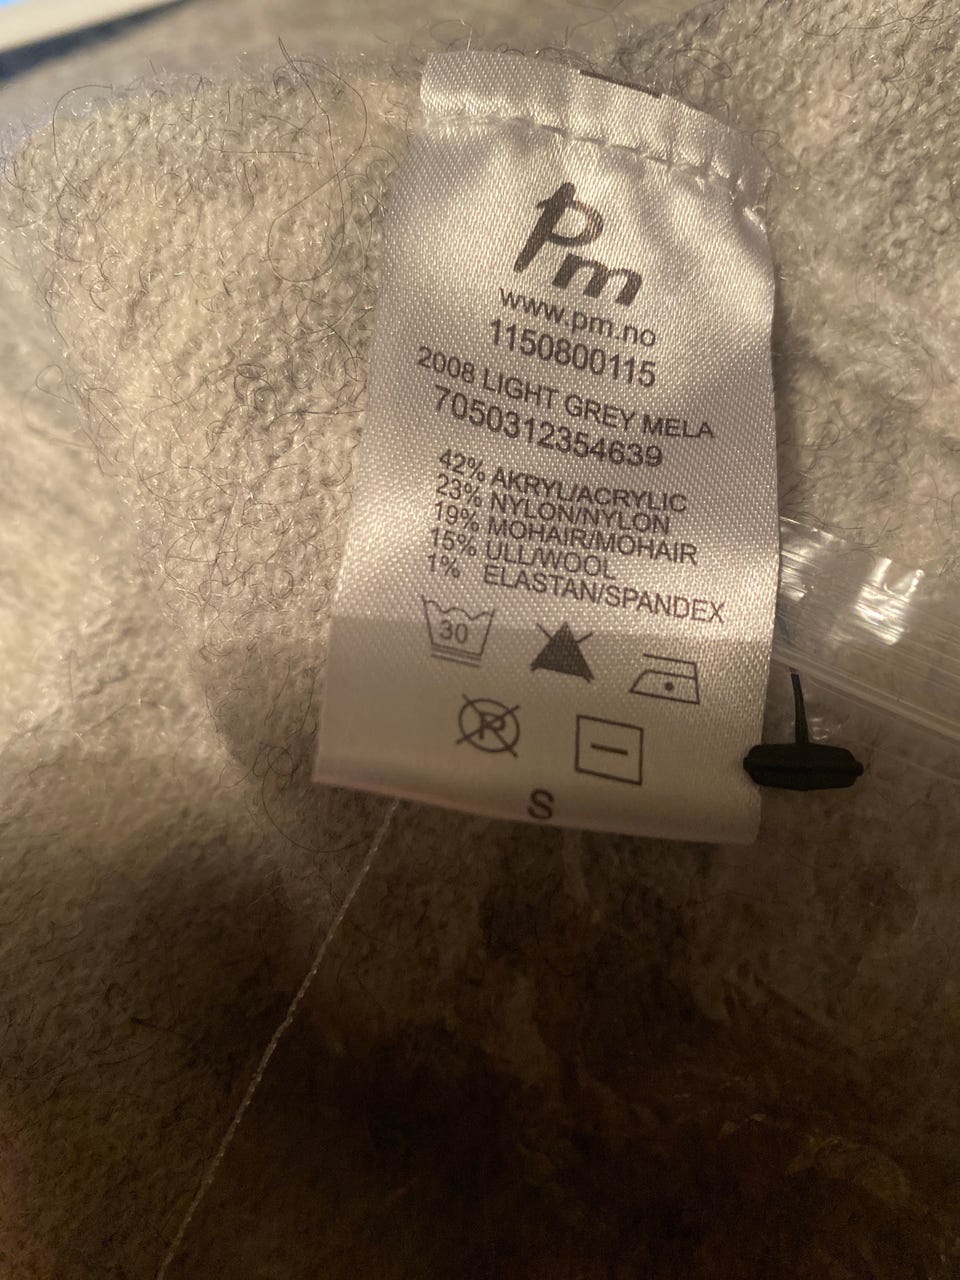 Pm
www.pm.no
1150800115
2008 LIGHT GREY MELA
7050312354639
42% AKRYL/ACRYLIC
23% NYLON/NYLON
19% MOHAIR/MOHAIR
15% ULL/WOOL
1% ELASTAN/SPANDEX
30
P
S